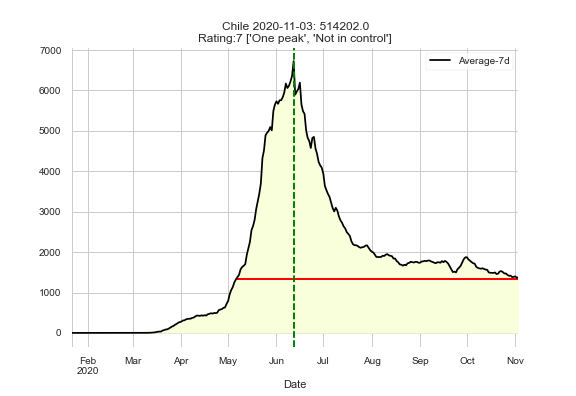 Chile 2020-11-03: 514202.0
Rating:7 ['One peak', 'Not in control']
Average-7d
7000
6000
5000
4000
3000
2000
1000
0
Feb Mar Apr May Jun Jul Aug Sep Oct Nov
2020
Date